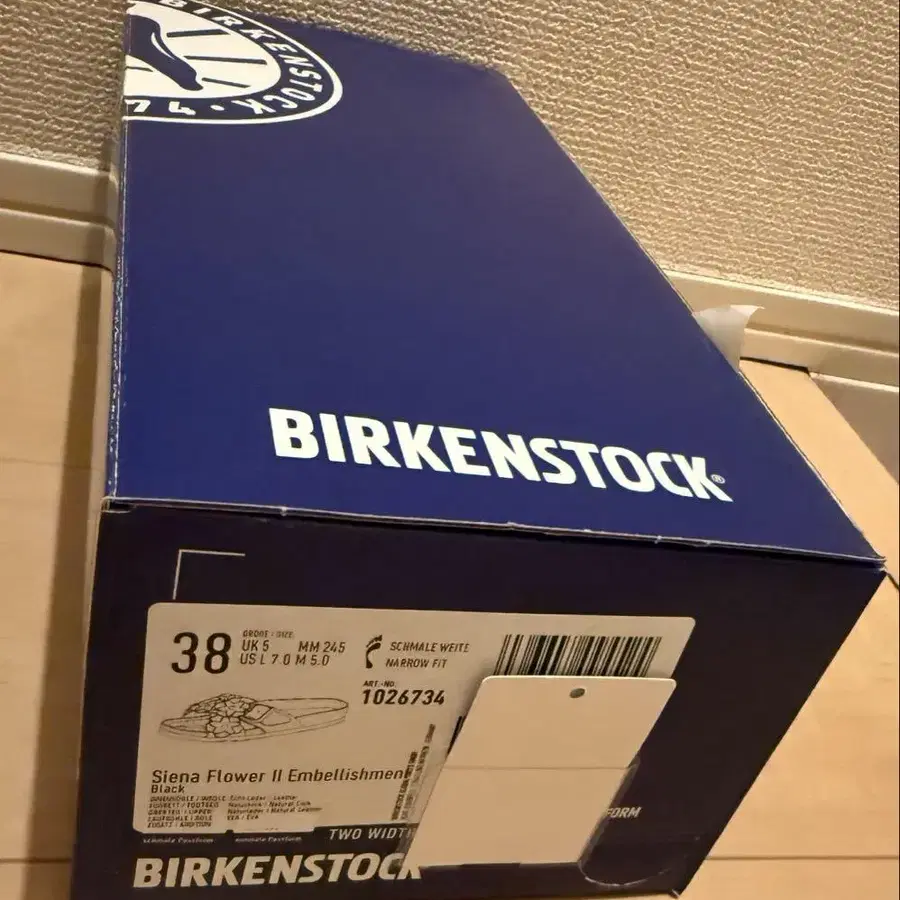 BIRKENSTOCK
74 ·
BIRKENSTOCK®
38
GRÖßE / SIZE:
UK 5 MM 245
US L 7.0 M 5.0
SCHMALE WEITE
NARROW FIT
ART.-NO.
1026734
Siena Flower II Embellishment
Black
TWO WIDTH
FORM
BIRKENSTOCK